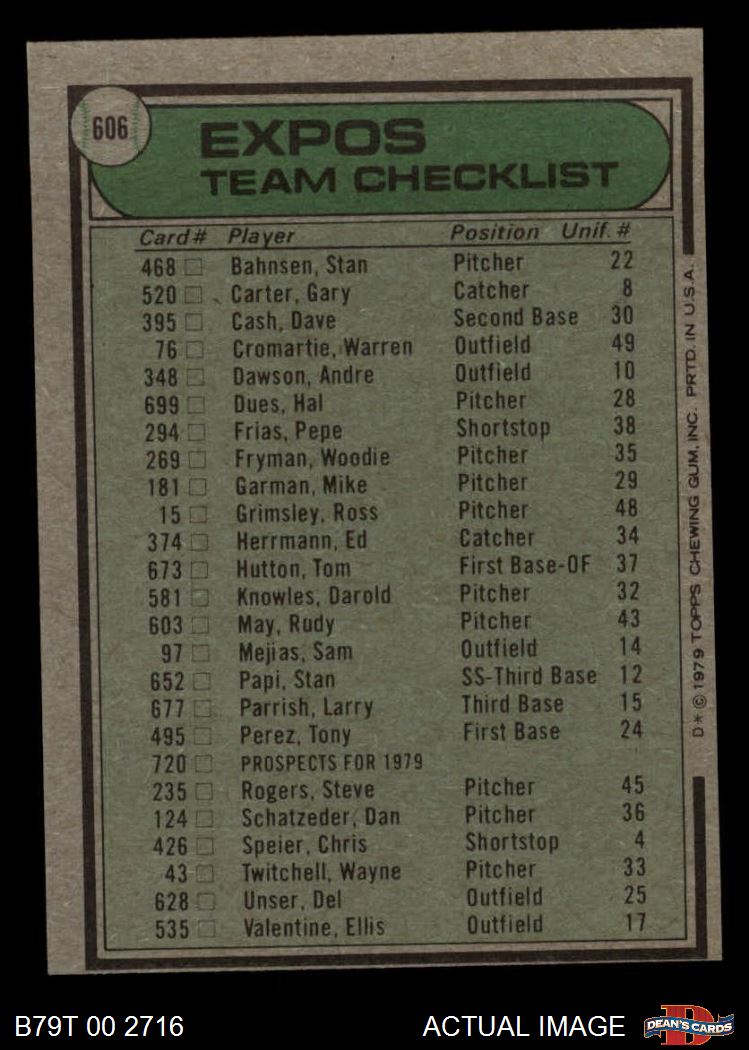 606
EXPOS
TEAM CHECKLIST
Card# Player Position Unif. #
468 Bahnsen, Stan Pitcher 22
520 Carter, Gary Catcher 8
395 Cash, Dave Second Base 30
76 Cromartie, Warren Outfield 49
348 Dawson, Andre Outfield 10
699 Dues, Hal Pitcher 28
294 Frias, Pepe Shortstop 38
269 Fryman, Woodie Pitcher 35
181 Garman, Mike Pitcher 29
15 Grimsley, Ross Pitcher 48
374 Herrmann, Ed Catcher 34
673 Hutton, Tom First Base-OF 37
581 Knowles, Darold Pitcher 32
603 May, Rudy Pitcher 43
97 Mejias, Sam Outfield 14
652 Papi, Stan SS-Third Base 12
677 Parrish, Larry Third Base 15
495 Perez, Tony First Base 24
720 PROSPECTS FOR 1979
235 Rogers, Steve Pitcher 45
124 Schatzeder, Dan Pitcher 36
426 Speier, Chris Shortstop 4
43 Twitchell, Wayne Pitcher 33
628 Unser, Del Outfield 25
535 Valentine, Ellis Outfield 17
D* © 1979 TOPPS CHEWING GUM, INC. PRTD. IN U.S.A.
B79T 00 2716 ACTUAL IMAGE
D
DEAN'S CARDS